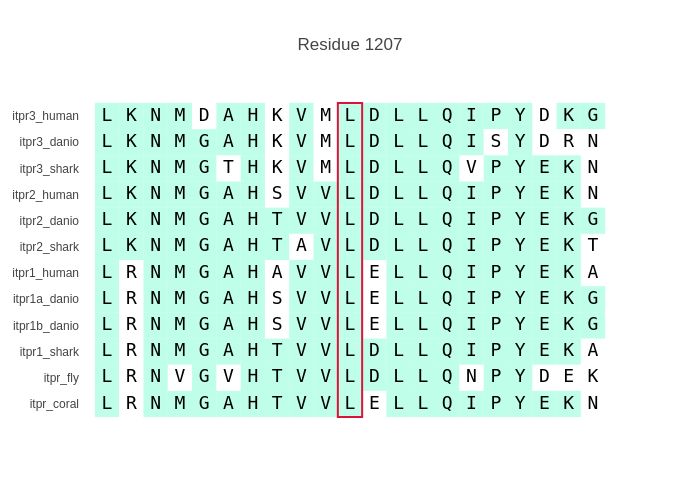 Residue 1207
itpr3_human L K N M D A H K V M L D L L Q I P Y D K G
itpr3_danio L K N M G A H K V M L D L L Q I S Y D R N
itpr3_shark L K N M G T H K V M L D L L Q V P Y E K N
itpr2_human L K N M G A H S V V L D L L Q I P Y E K N
itpr2_danio L K N M G A H T V V L D L L Q I P Y E K G
itpr2_shark L K N M G A H T A V L D L L Q I P Y E K T
itpr1_human L R N M G A H A V V L E L L Q I P Y E K A
itpr1a_danio L R N M G A H S V V L E L L Q I P Y E K G
itpr1b_danio L R N M G A H S V V L E L L Q I P Y E K G
itpr1_shark L R N M G A H T V V L D L L Q I P Y E K A
itpr_fly L R N V G V H T V V L D L L Q N P Y D E K
itpr_coral L R N M G A H T V V L E L L Q I P Y E K N